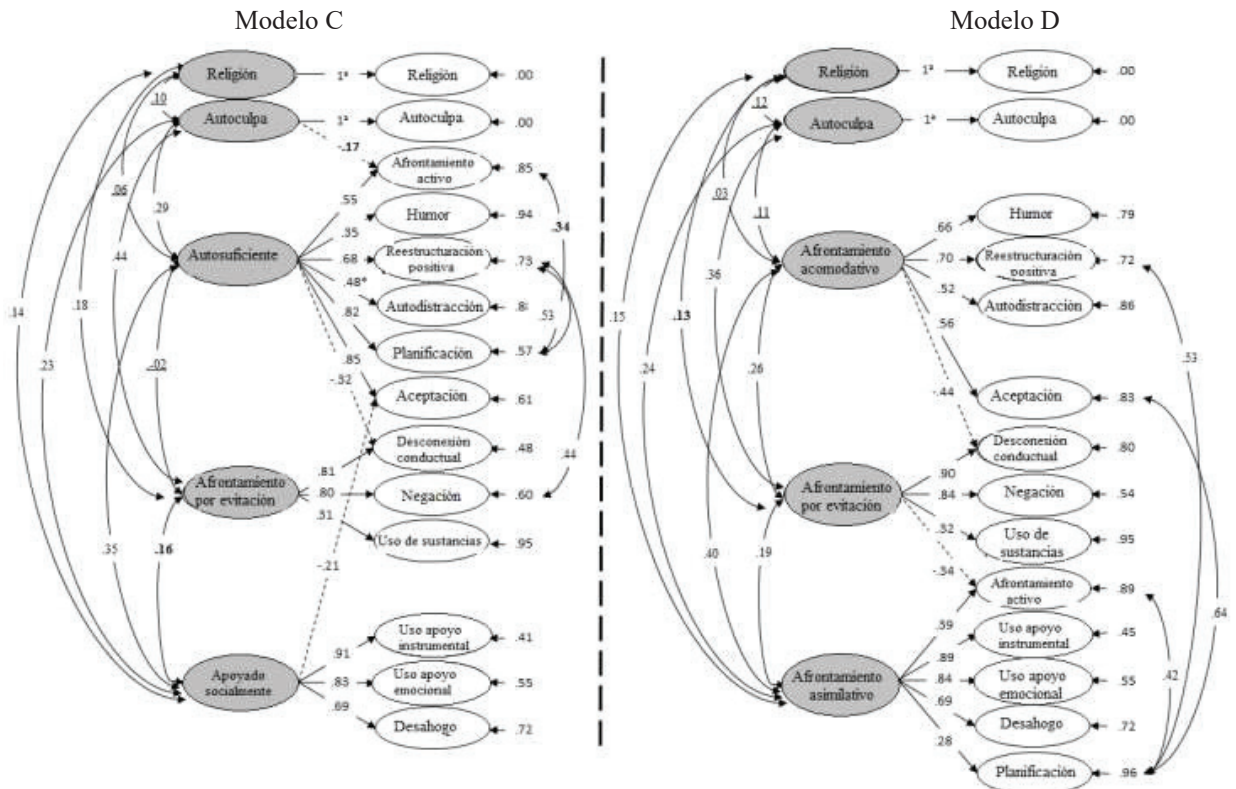 Modelo C
Religión
1ª
Religión
.00
.10
Autoculpa
1ª
Autoculpa
.00
-.17
Afrontamiento
activo
.85
.06
.29
.55
Humor
.94
.34
.35
Autosuficiente
.68
Reestructuración
positiva
.73
.44
.48*
Autodistracción
.8
.53
.14
.18
.82
Planificación
.57
.23
-.02
.85
-.32
Aceptación
.61
Desconexión
conductual
.48
.44
Afrontamiento
por evitación
.81
.80
Negación
.60
.31
Uso de sustancias
.95
.35
.16
-.21
Uso apoyo
instrumental
.41
Apoyado
socialmente
.91
.83
Uso apoyo
emocional
.55
.69
Desahogo
.72
Modelo D
Religión
1ª
Religión
.00
.12
Autoculpa
1ª
Autoculpa
.00
.03
.11
Humor
.79
.66
Afrontamiento
acomodativo
.70
Reestructuración
positiva
.72
.36
.52
Autodistracción
.86
.15
.13
.56
.53
.24
.26
-.44
Aceptación
.83
Desconexión
conductual
.80
Afrontamiento
por evitación
.90
.84
Negación
.54
.32
Uso de
sustancias
.95
.40
.19
-.34
Afrontamiento
activo
.89
.64
.59
Uso apoyo
instrumental
.45
Afrontamiento
asimilativo
.89
.84
Uso apoyo
emocional
.55
.42
.69
Desahogo
.72
.28
Planificación
.96